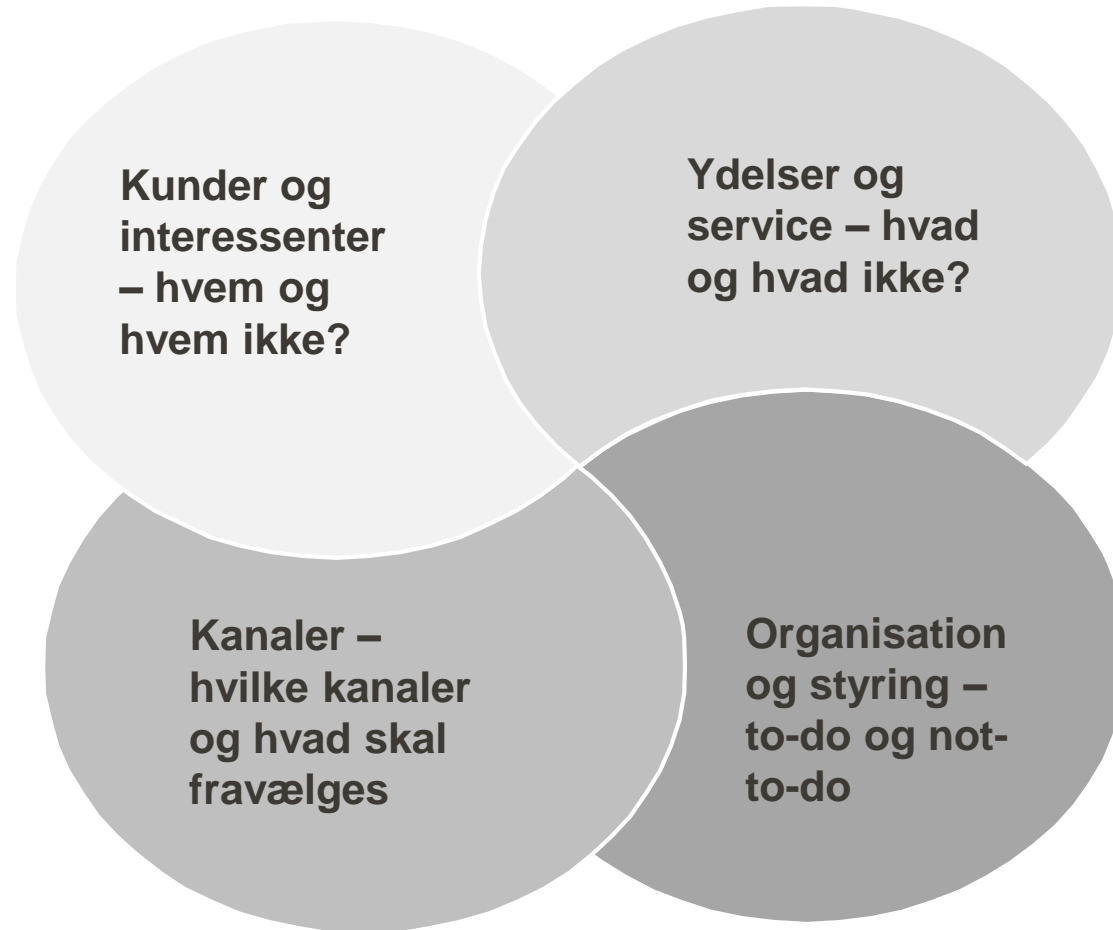 Kunder og
interessenter
– hvem og
hvem ikke?
Ydelser og
service – hvad
og hvad ikke?
Kanaler –
hvilke kanaler
og hvad skal
fravælges
Organisation
og styring –
to-do og not-
to-do